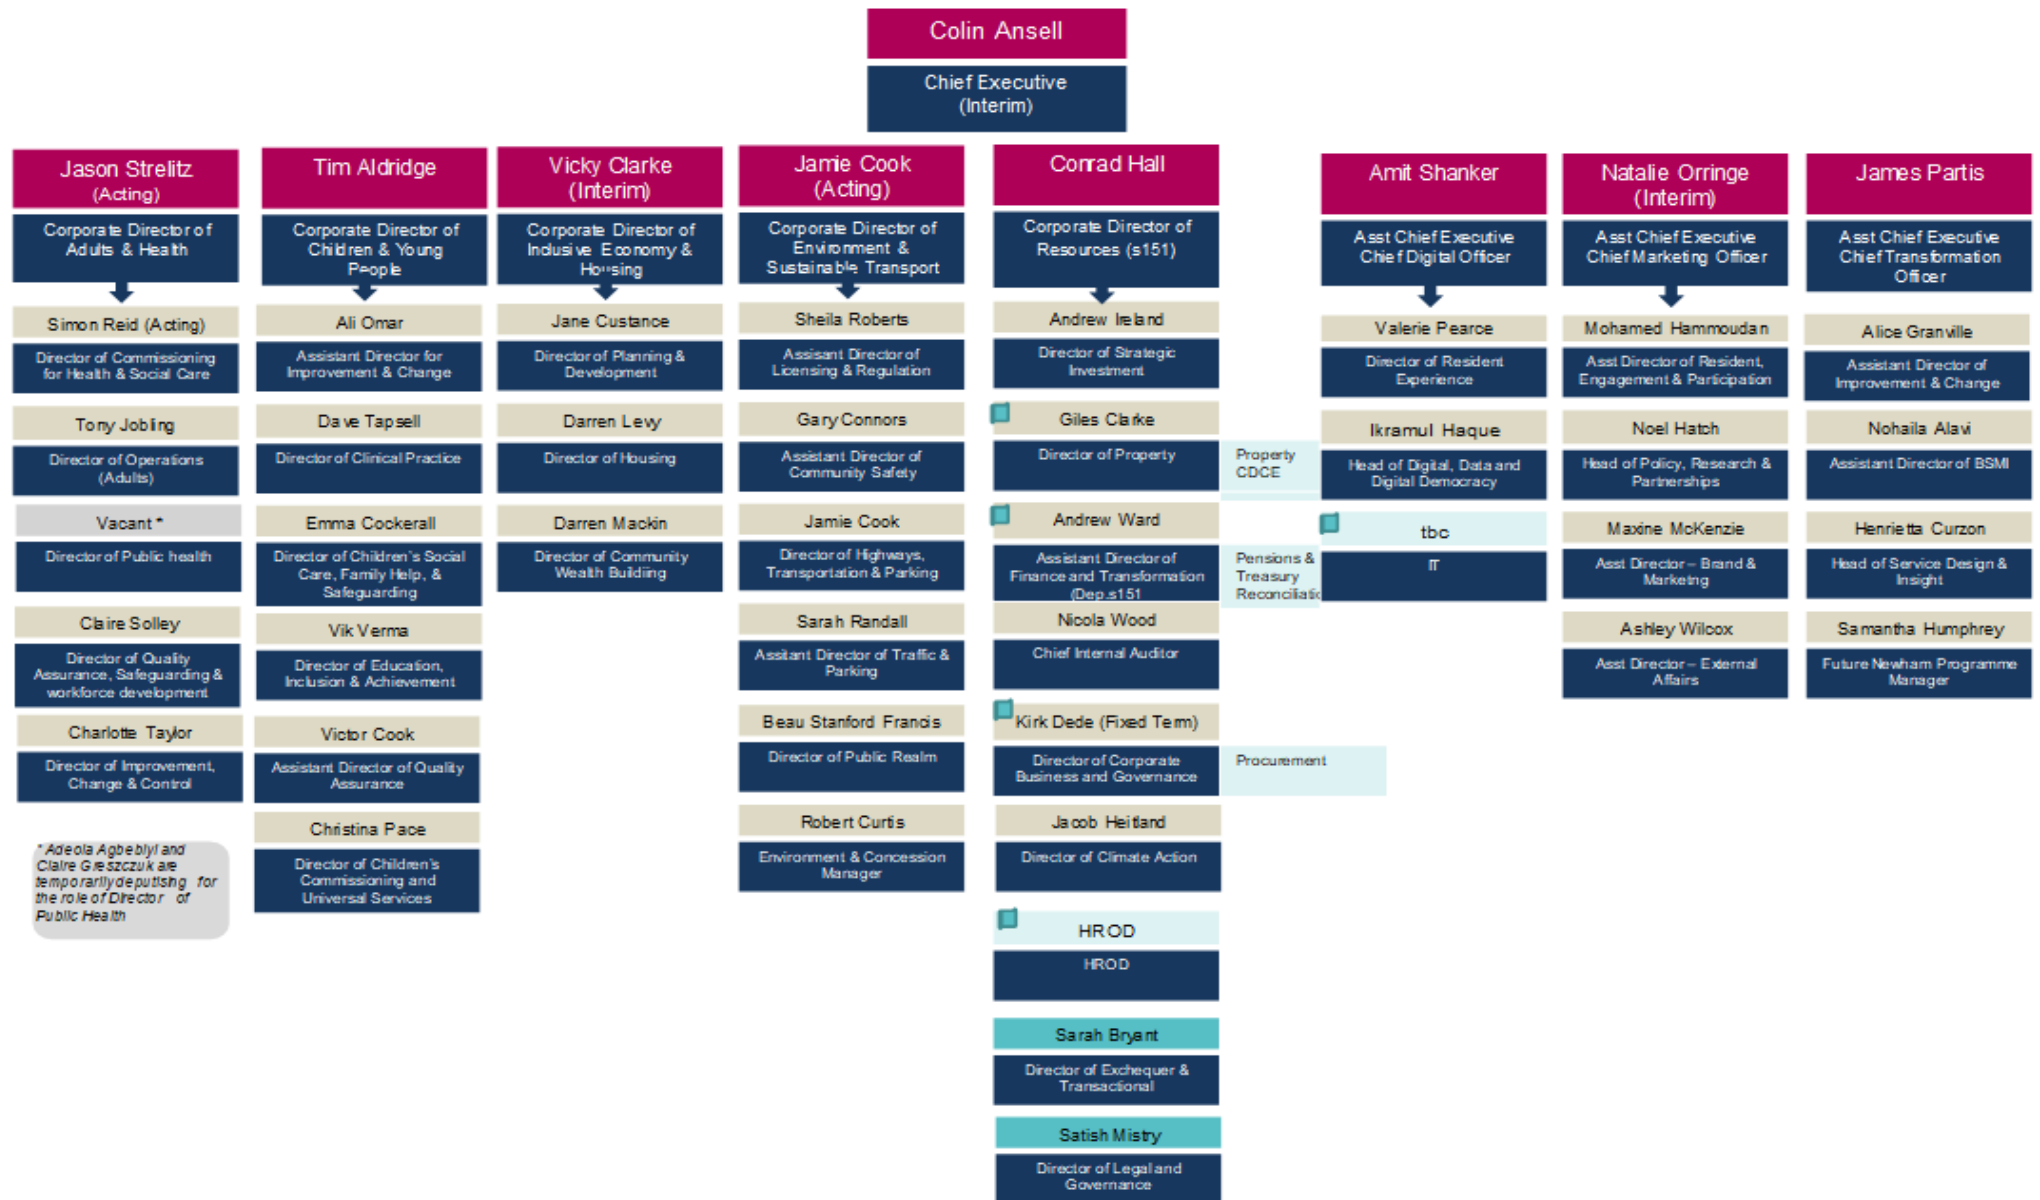 Colin Ansell
Chief Executive
(Interim)
Jason Strelitz
(Acting)
Corporate Director of
Adults & Health
Simon Reid (Acting)
Director of Commissioning
for Health & Social Care
Tony Jobling
Director of Operations
(Adults)
Vacant *
Director of Public health
Claire Solley
Director of Quality
Assurance, Safeguarding &
workforce development
Charlotte Taylor
Director of Improvement,
Change & Control
* Adeola Agbebiyi and
Claire Greszczuk are
temporarily deputising for
the role of Director of
Public Health
Tim Aldridge
Corporate Director of
Children & Young
People
Ali Omar
Assistant Director for
Improvement & Change
Dave Tapsell
Director of Clinical Practice
Emma Cockerall
Director of Children's Social
Care, Family Help, &
Safeguarding
Vik Verma
Director of Education,
Inclusion & Achievement
Victor Cook
Assistant Director of Quality
Assurance
Christina Pace
Director of Children's
Commissioning and
Universal Services
Vicky Clarke
(Interim)
Corporate Director of
Inclusive Economy &
Housing
Jane Custance
Director of Planning &
Development
Darren Levy
Director of Housing
Darren Mackin
Director of Community
Wealth Building
Jamie Cook
(Acting)
Corporate Director of
Environment &
Sustainable Transport
Sheila Roberts
Assisant Director of
Licensing & Regulation
Gary Connors
Assistant Director of
Community Safety
Jamie Cook
Director of Highways,
Transportation & Parking
Sarah Randall
Assitant Director of Traffic &
Parking
Beau Stanford Francis
Director of Public Realm
Robert Curtis
Environment & Concession
Manager
Conrad Hall
Corporate Director of
Resources (s151)
Andrew Ireland
Director of Strategic
Investment
Giles Clarke
Director of Property
Property
CDCE
Andrew Ward
Assistant Director of
Finance and Transformation
(Dep.s151
Pensions &
Treasury
Reconciliatic
Nicola Wood
Chief Internal Auditor
Kirk Dede (Fixed Term)
Director of Corporate
Business and Governance
Procurement
Jacob Heitland
Director of Climate Action
HROD
HROD
Sarah Bryant
Director of Exchequer &
Transactional
Satish Mistry
Director of Legal and
Governance
Amit Shanker
Asst Chief Executive
Chief Digital Officer
Valerie Pearce
Director of Resident
Experience
Ikramul Haque
Head of Digital, Data and
Digital Democracy
tbc
IT
Natalie Orringe
(Interim)
Asst Chief Executive
Chief Marketing Officer
Mohamed Hammoudan
Asst Director of Resident,
Engagement & Participation
Noel Hatch
Head of Policy, Research &
Partnerships
Maxine McKenzie
Asst Director – Brand &
Marketng
Ashley Wilcox
Asst Director – External
Affairs
James Partis
Asst Chief Executive
Chief Transformation
Officer
Alice Granville
Assistant Director of
Improvement & Change
Nohaila Alavi
Assistant Director of BSMI
Henrietta Curzon
Head of Service Design &
Insight
Samantha Humphrey
Future Newham Programme
Manager